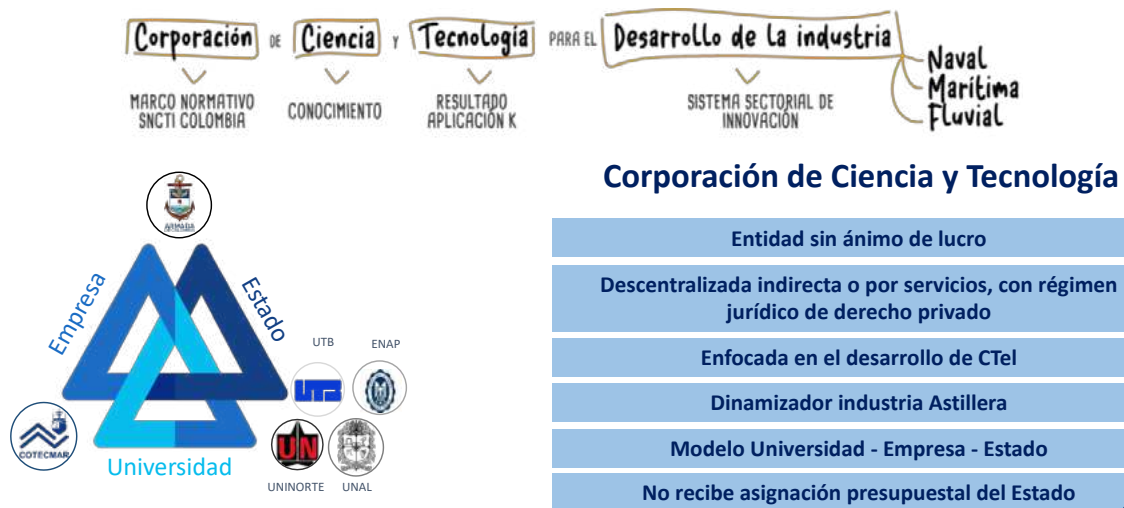 Corporación DE Ciencia Y Tecnología PARA EL Desarrollo de la industria
Naval
Marítima
Fluvial
MARCO NORMATIVO
SNCTI COLOMBIA
CONOCIMIENTO
RESULTADO
APLICACIÓN K
SISTEMA SECTORIAL DE
INNOVACIÓN
ARMADA
Empresa
Estado
Universidad
COTECMAR
UTB
UTB
ENAP
UN
UNINORTE
UNAL
Corporación de Ciencia y Tecnología
Entidad sin ánimo de lucro
Descentralizada indirecta o por servicios, con régimen
jurídico de derecho privado
Enfocada en el desarrollo de CTeI
Dinamizador industria Astillera
Modelo Universidad - Empresa - Estado
No recibe asignación presupuestal del Estado